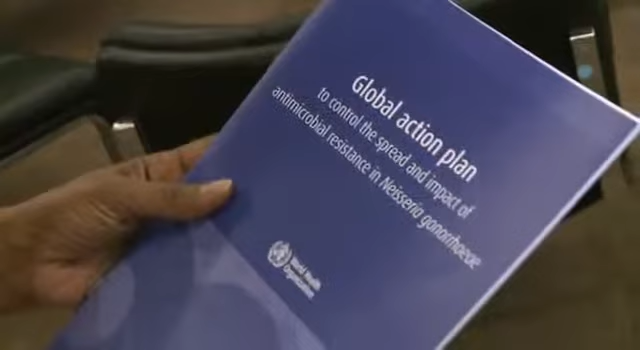 Global action plan
to control the spread and impact of
antimicrobial resistance in Neisseria gonorrhoeae
World Health
Organization